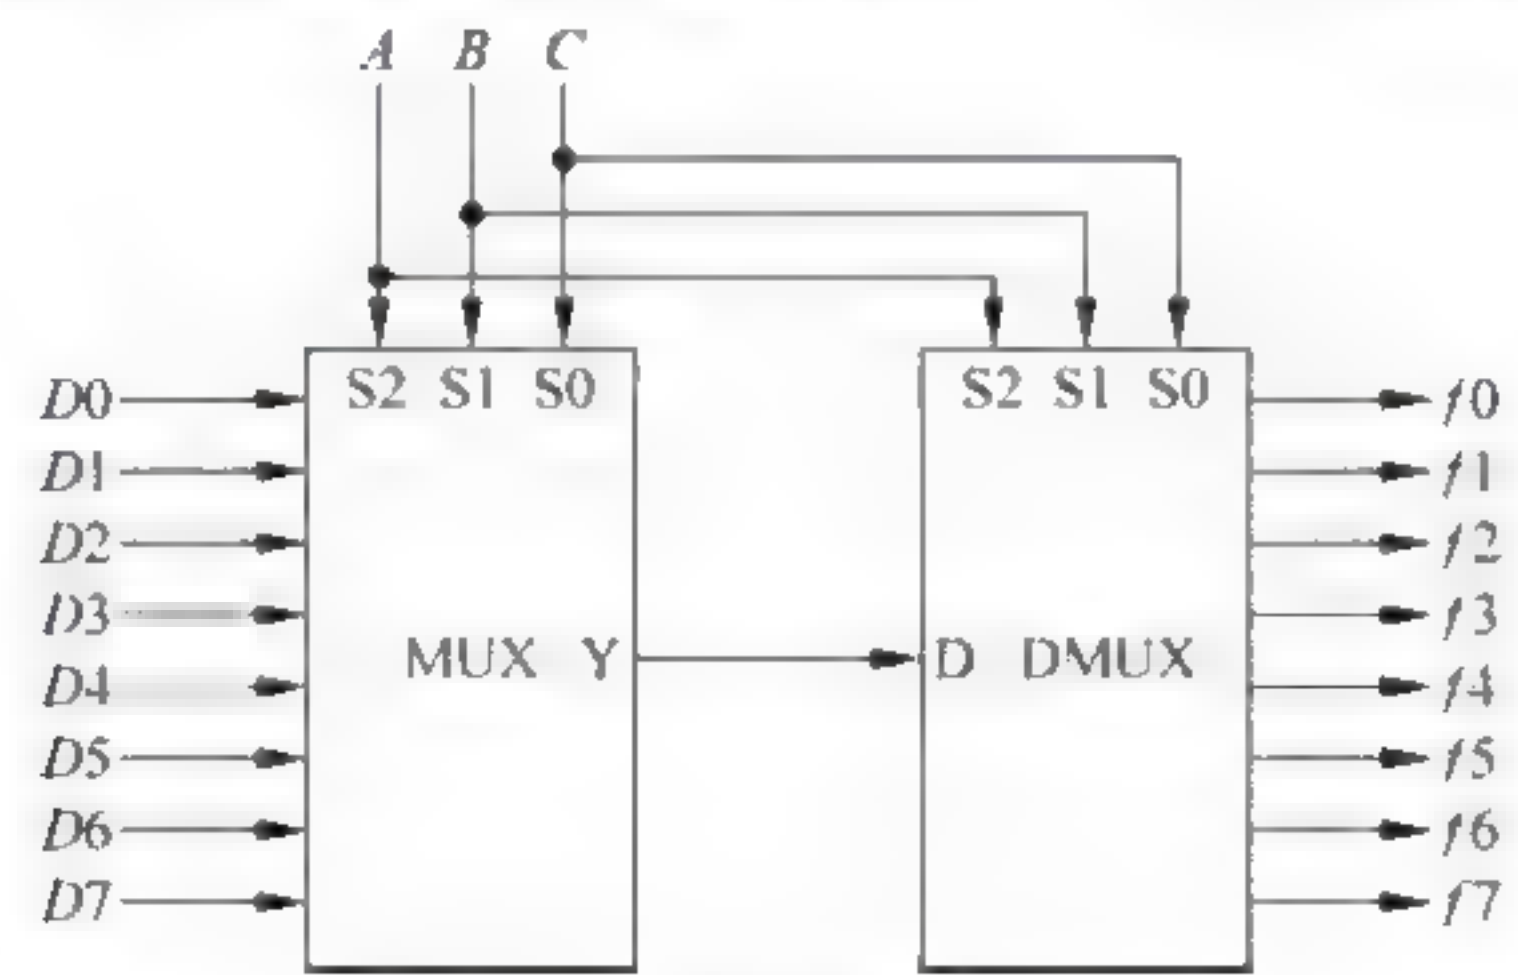 A B C
S2 S1 S0 S2 S1 S0
D0 f0
D1 f1
D2 f2
D3 f3
MUX Y D DMUX
D4 f4
D5 f5
D6 f6
D7 f7